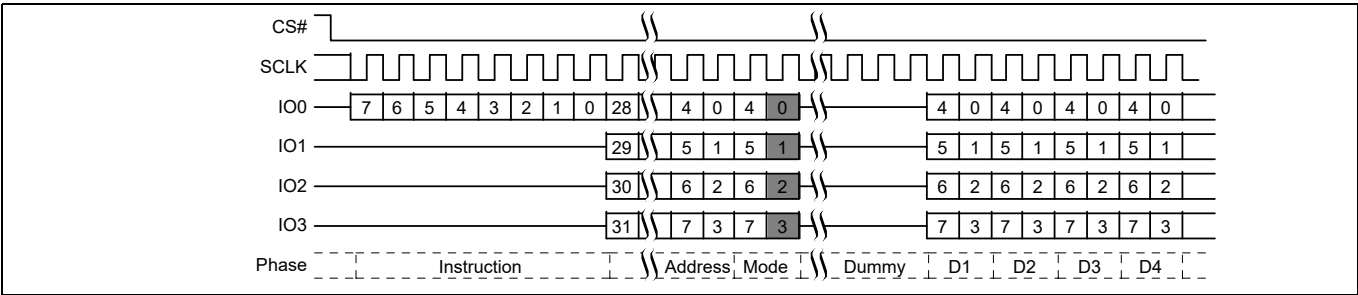 CS#
SCLK
IO0 7 6 5 4 3 2 1 0 28 4 0 4 0 4 0 4 0 4 0 4 0
IO1 29 5 1 5 1 5 1 5 1 5 1 5 1
IO2 30 6 2 6 2 6 2 6 2 6 2 6 2
IO3 31 7 3 7 3 7 3 7 3 7 3 7 3
Phase Instruction Address Mode Dummy D1 D2 D3 D4